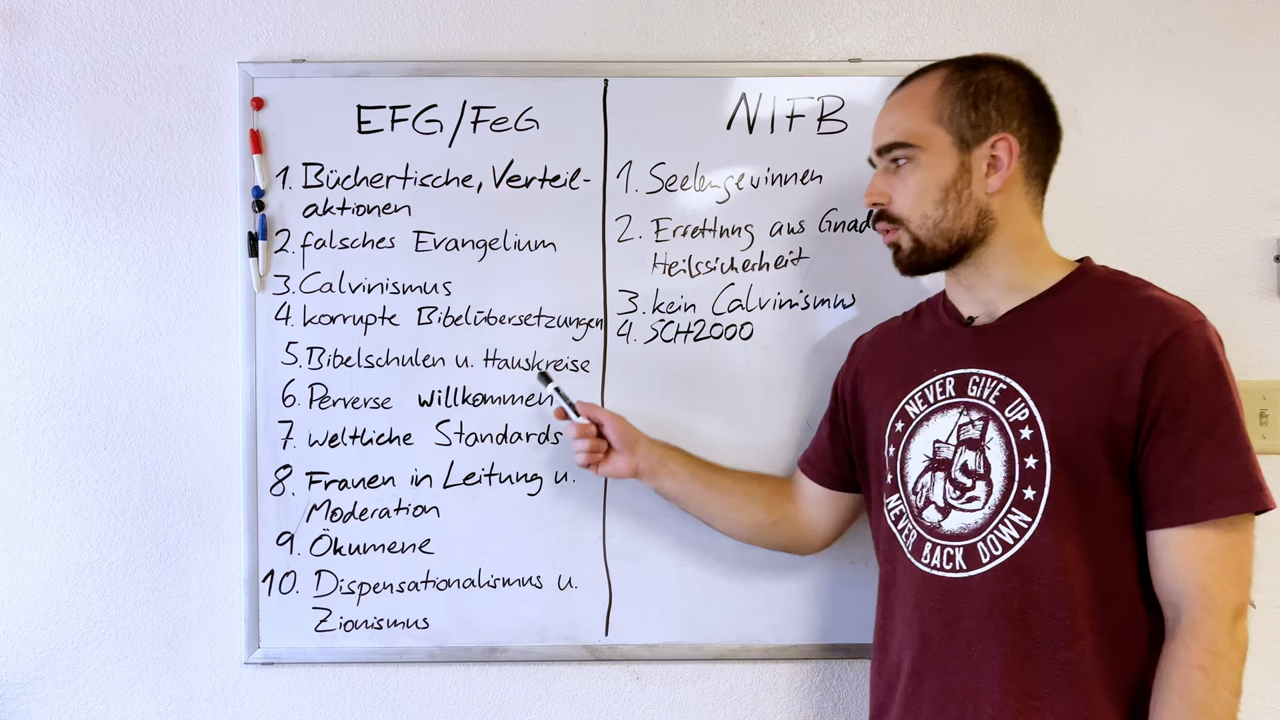 EFG/FeG
1. Büchertische, Verteil-
aktionen
2. falsches Evangelium
3. Calvinismus
4. korrupte Bibelübersetzungen
5. Bibelschulen u. Hauskreise
6. Perverse willkommen
7. weltliche Standards
8. Frauen in Leitung u.
Moderation
9. Ökumene
10. Dispensationalismus u.
Zionismus
NIFB
1. Seelengewinnen
2. Errettung aus Gnad
Heilssicherheit
3. kein Calvinismus
4. SCH2000
NEVER GIVE UP
NEVER BACK DOWN